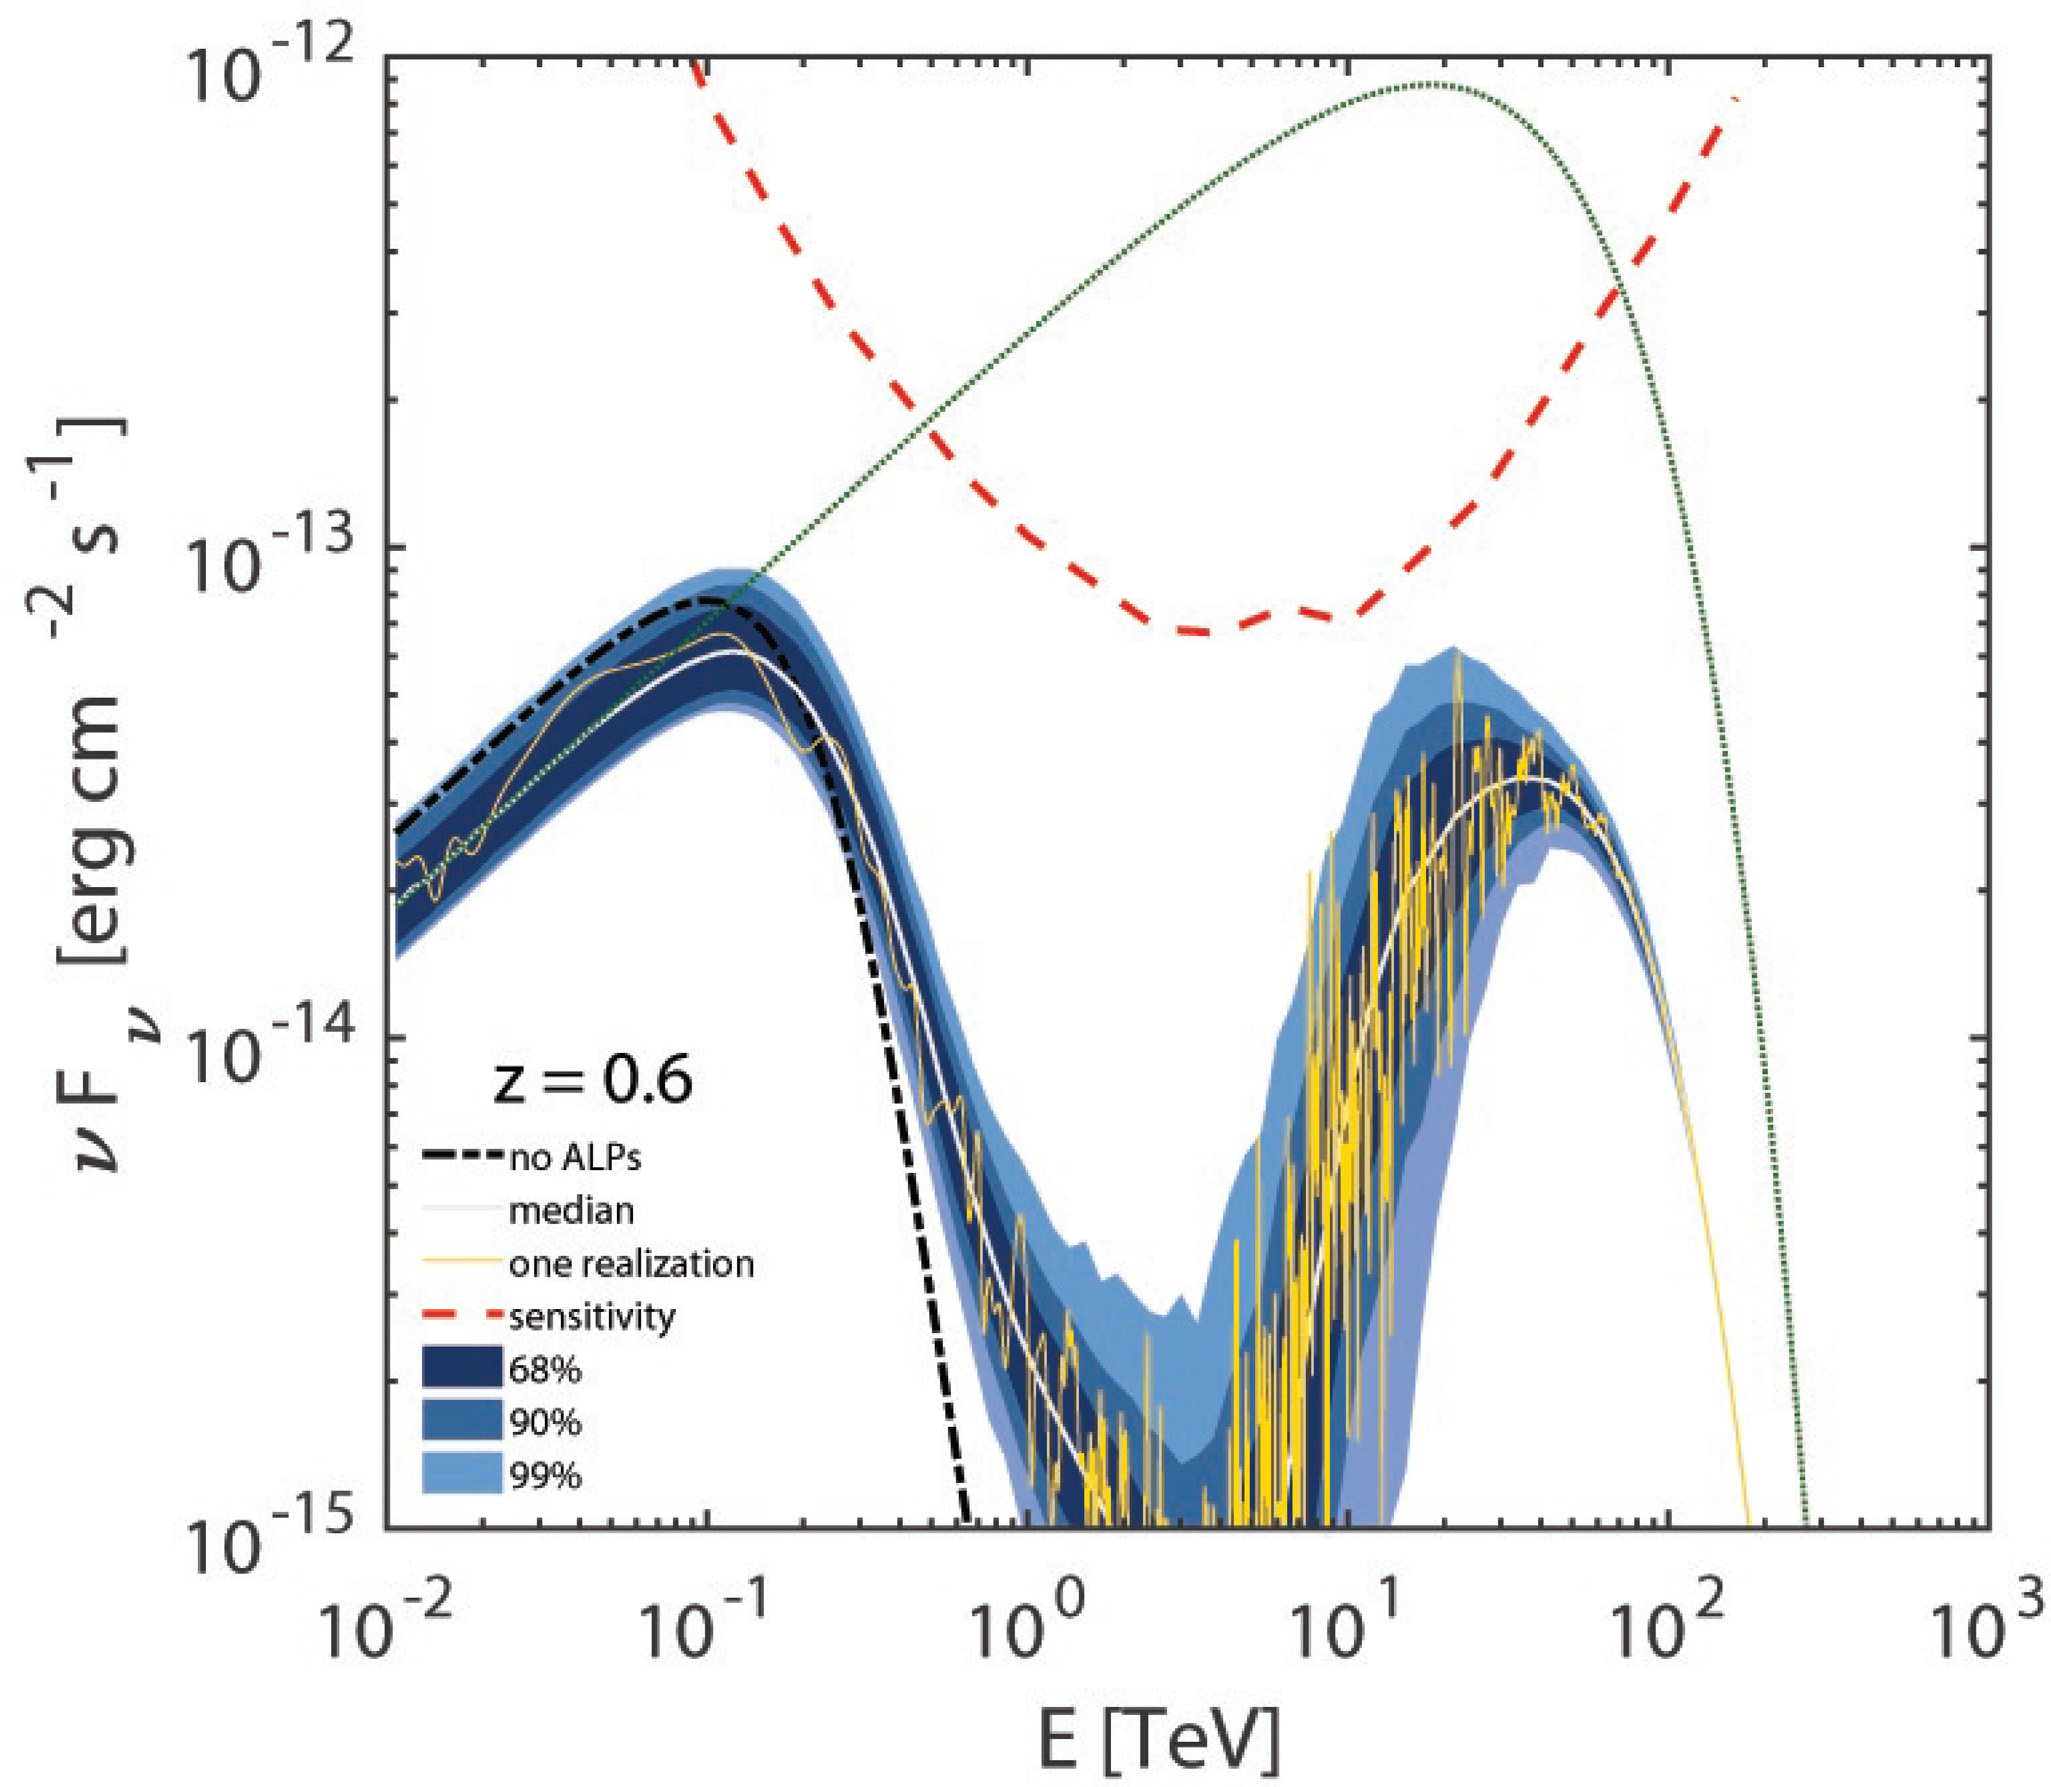 10^-12
10^-13
10^-14
10^-15
ν F_ν [erg cm^-2 s^-1]
z = 0.6
no ALPs
median
one realization
sensitivity
68%
90%
99%
10^-2 10^-1 10^0 10^1 10^2 10^3
E [TeV]